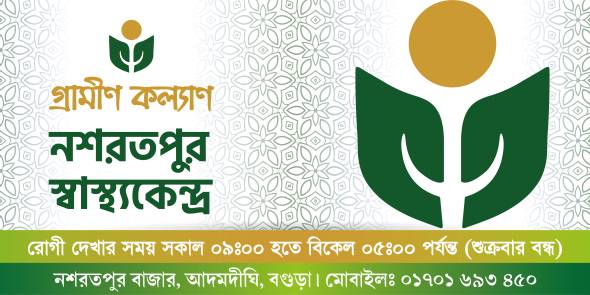 গ্রামীণ কল্যাণ
নশরতপুর
স্বাস্থ্যকেন্দ্র
রোগী দেখার সময় সকাল ০৯ঃ০০ হতে বিকেল ০৫ঃ০০ পর্যন্ত (শুক্রবার বন্ধ)
নশরতপুর বাজার, আদমদীঘি, বগুড়া। মোবাইলঃ ০১৭০১ ৬৯৩ ৪৫০